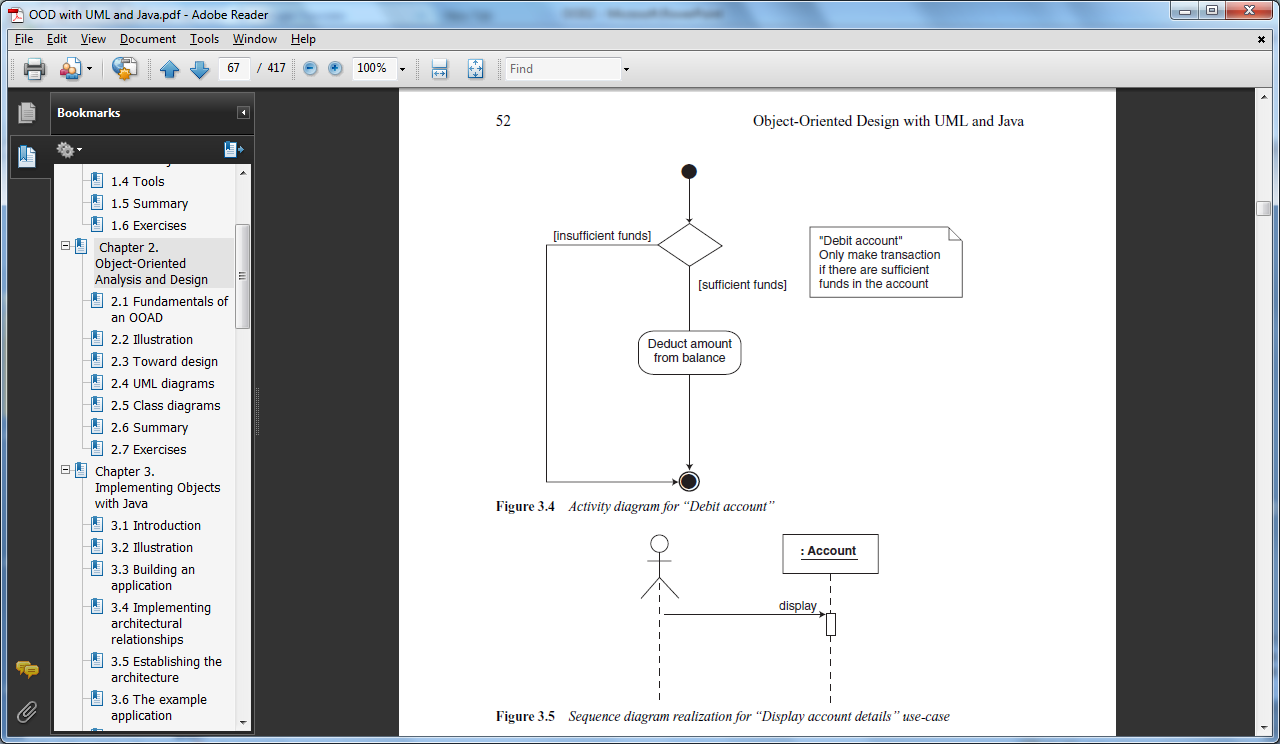 OOD with UML and Java.pdf - Adobe Reader
File Edit View Document Tools Window Help
67 / 417 100% Find
Bookmarks
1.4 Tools
1.5 Summary
1.6 Exercises
Chapter 2.
Object-Oriented
Analysis and Design
2.1 Fundamentals of
an OOAD
2.2 Illustration
2.3 Toward design
2.4 UML diagrams
2.5 Class diagrams
2.6 Summary
2.7 Exercises
Chapter 3.
Implementing Objects
with Java
3.1 Introduction
3.2 Illustration
3.3 Building an
application
3.4 Implementing
architectural
relationships
3.5 Establishing the
architecture
3.6 The example
application
52 Object-Oriented Design with UML and Java
[insufficient funds]
[sufficient funds]
"Debit account"
Only make transaction
if there are sufficient
funds in the account
Deduct amount
from balance
Figure 3.4 Activity diagram for “Debit account”
: Account
display
Figure 3.5 Sequence diagram realization for “Display account details” use-case